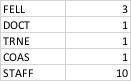 FELL 3
DOCT 1
TRNE 1
COAS 1
STAFF 10